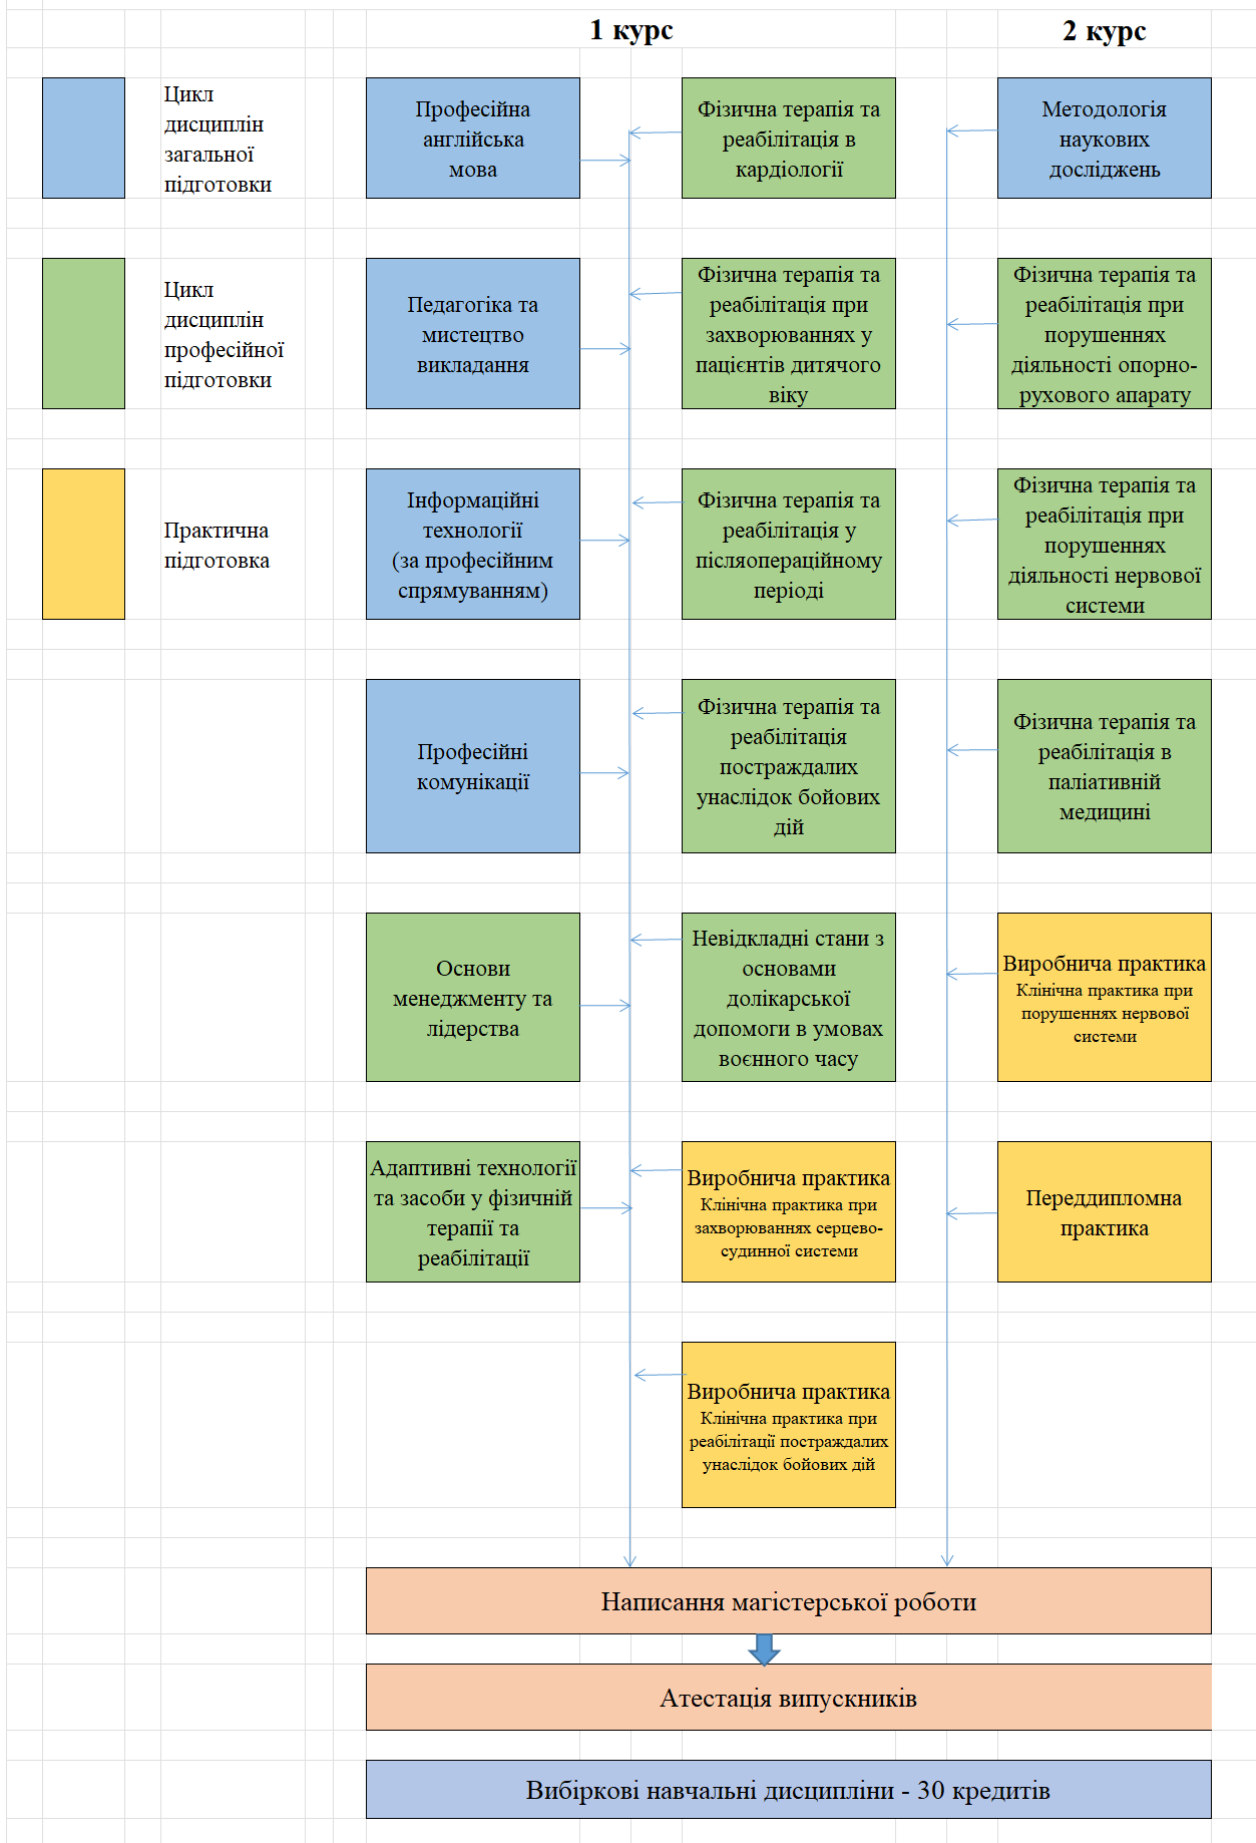 1 курс
2 курс
Цикл
дисциплін
загальної
підготовки
Професійна
англійська
мова
Фізична терапія та
реабілітація в
кардіології
Методологія
наукових
досліджень
Цикл
дисциплін
професійної
підготовки
Педагогіка та
мистецтво
викладання
Фізична терапія та
реабілітація при
захворюваннях у
пацієнтів дитячого
віку
Фізична терапія та
реабілітація при
порушеннях
діяльності опорно-
рухового апарату
Практична
підготовка
Інформаційні
технології
(за професійним
спрямуванням)
Фізична терапія та
реабілітація у
післяопераційному
періоді
Фізична терапія та
реабілітація при
порушеннях
діяльності нервової
системи
Професійні
комунікації
Фізична терапія та
реабілітація
постраждалих
унаслідок бойових
дій
Фізична терапія та
реабілітація в
паліативній
медицині
Основи
менеджменту та
лідерства
Невідкладні стани з
основами
долікарської
допомоги в умовах
воєнного часу
Виробнича практика
Клінічна практика при
порушеннях нервової
системи
Адаптивні технології
та засоби у фізичній
терапії та
реабілітації
Виробнича практика
Клінічна практика при
захворюваннях серцево-
судинної системи
Переддипломна
практика
Виробнича практика
Клінічна практика при
реабілітації постраждалих
унаслідок бойових дій
Написання магістерської роботи
Атестація випускників
Вибіркові навчальні дисципліни - 30 кредитів